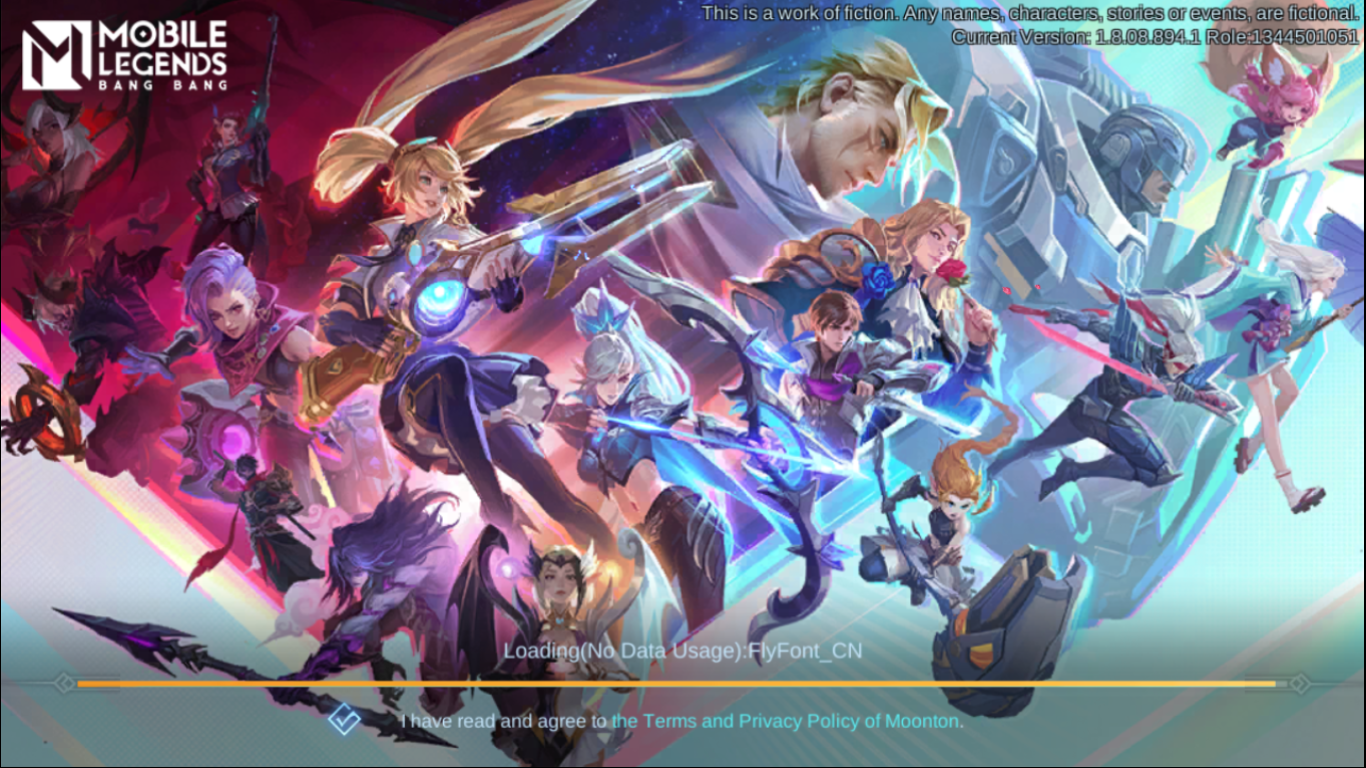 MOBILE
LEGENDS
BANG BANG
This is a work of fiction. Any names, characters, stories or events, are fictional.
Current Version: 1.8.08.894.1 Role:1344501051
Loading(No Data Usage):FlyFont_CN
I have read and agree to the Terms and Privacy Policy of Moonton.